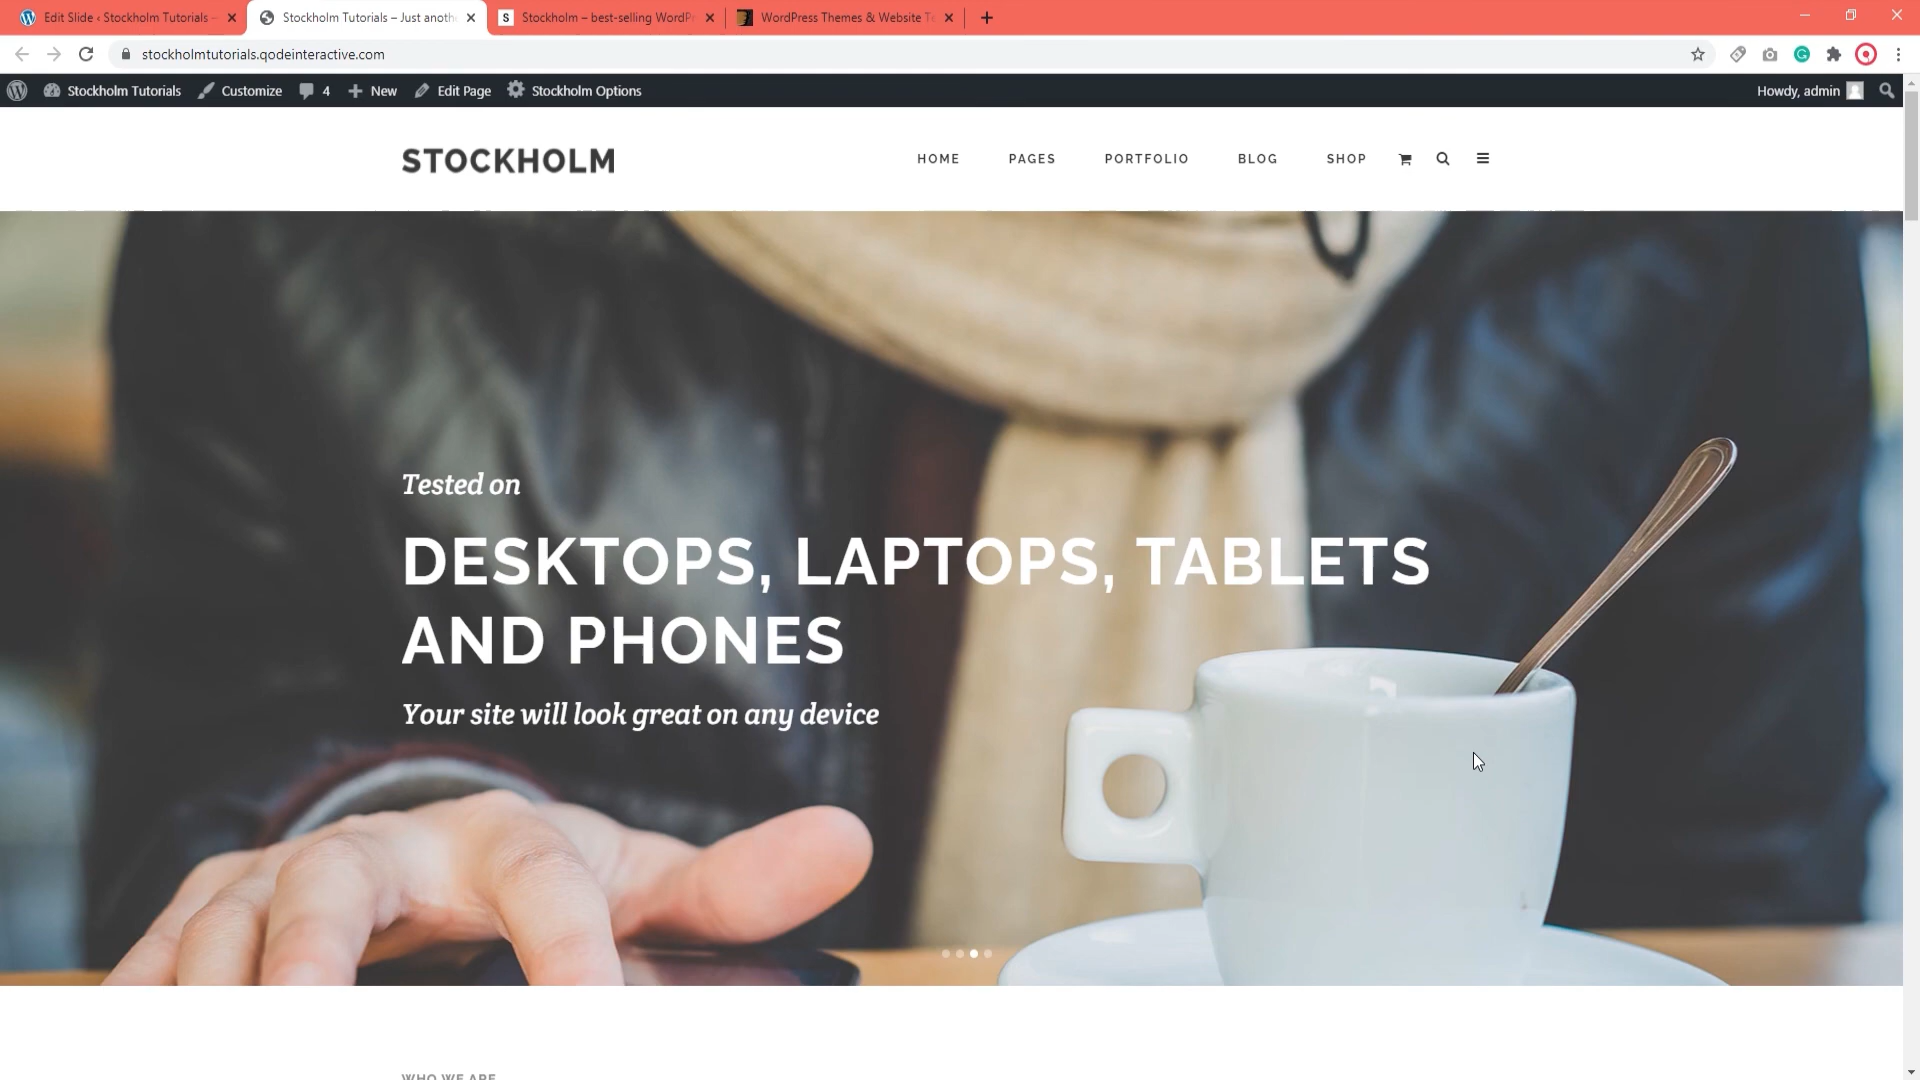 Edit Slide ‹ Stockholm Tutorials –
Stockholm Tutorials – Just anoth
S
Stockholm – best-selling WordPr
WordPress Themes & Website Te
stockholmtutorials.qodeinteractive.com
Stockholm Tutorials
Customize
4
New
Edit Page
Stockholm Options
Howdy, admin
STOCKHOLM
HOME
PAGES
PORTFOLIO
BLOG
SHOP
Tested on
DESKTOPS, LAPTOPS, TABLETS
AND PHONES
Your site will look great on any device
WHO WE ARE